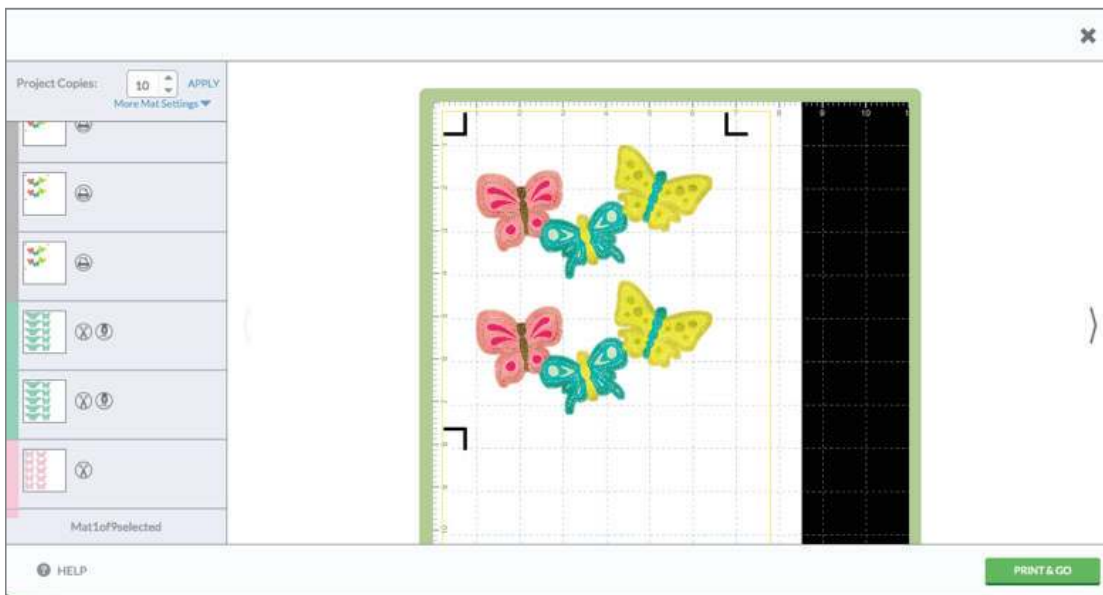 Project Copies: 10 APPLY
More Mat Settings
Mat1of9selected
HELP
PRINT & GO